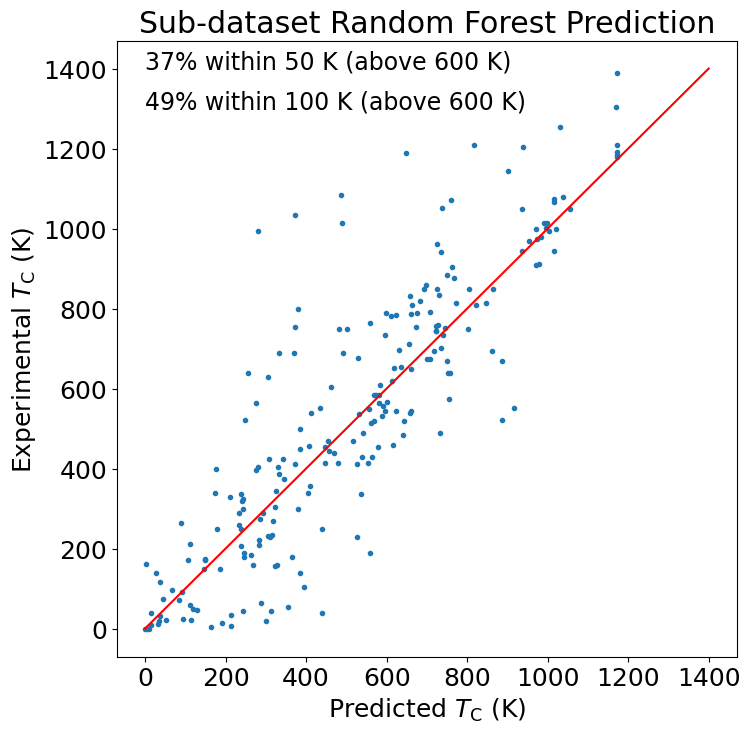 Sub-dataset Random Forest Prediction
37% within 50 K (above 600 K)
49% within 100 K (above 600 K)
1400
1200
1000
800
600
400
200
0
Experimental T_C (K)
0 200 400 600 800 1000 1200 1400
Predicted T_C (K)